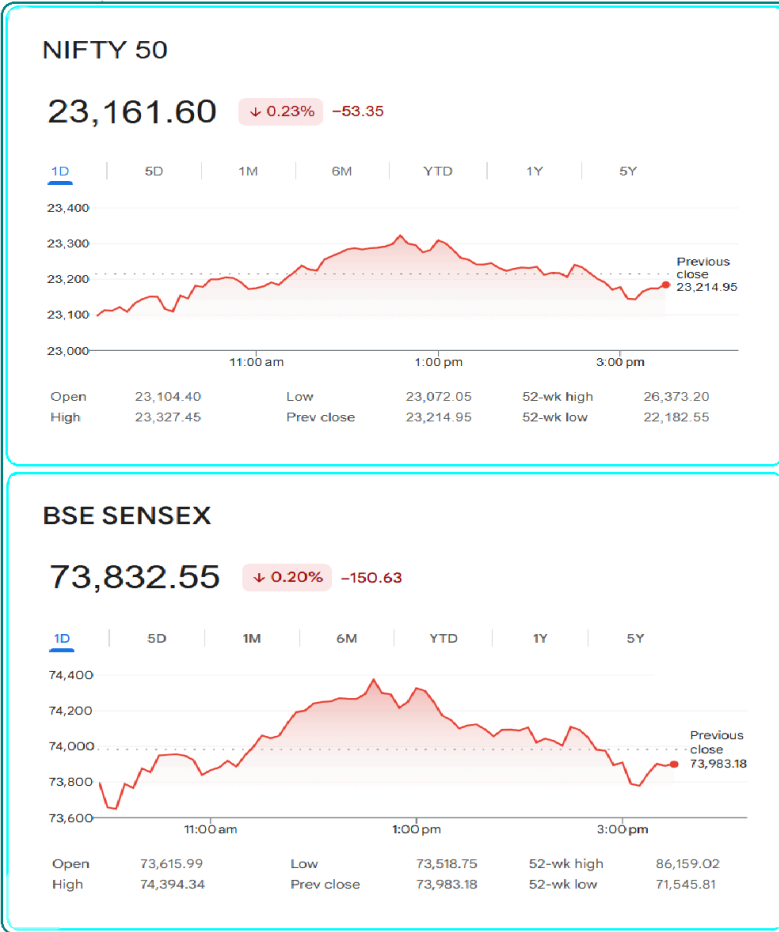 NIFTY 50
23,161.60 ↓ 0.23% −53.35
1D 5D 1M 6M YTD 1Y 5Y
23,400
23,300
23,200
23,100
23,000
Previous
close
23,214.95
11:00 am 1:00 pm 3:00 pm
Open 23,104.40 Low 23,072.05 52-wk high 26,373.20
High 23,327.45 Prev close 23,214.95 52-wk low 22,182.55
BSE SENSEX
73,832.55 ↓ 0.20% −150.63
1D 5D 1M 6M YTD 1Y 5Y
74,400
74,200
74,000
73,800
73,600
Previous
close
73,983.18
11:00 am 1:00 pm 3:00 pm
Open 73,615.99 Low 73,518.75 52-wk high 86,159.02
High 74,394.34 Prev close 73,983.18 52-wk low 71,545.81